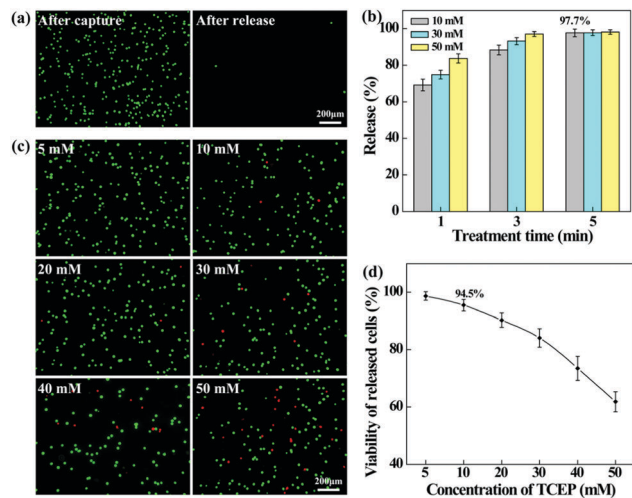 (a)
After capture
After release
200μm
(b)
10 mM
30 mM
50 mM
97.7%
100
80
60
40
20
0
Release (%)
1
3
5
Treatment time (min)
(c)
5 mM
10 mM
20 mM
30 mM
40 mM
50 mM
200μm
(d)
94.5%
100
80
60
40
Viability of released cells (%)
5
10
20
30
40
50
Concentration of TCEP (mM)